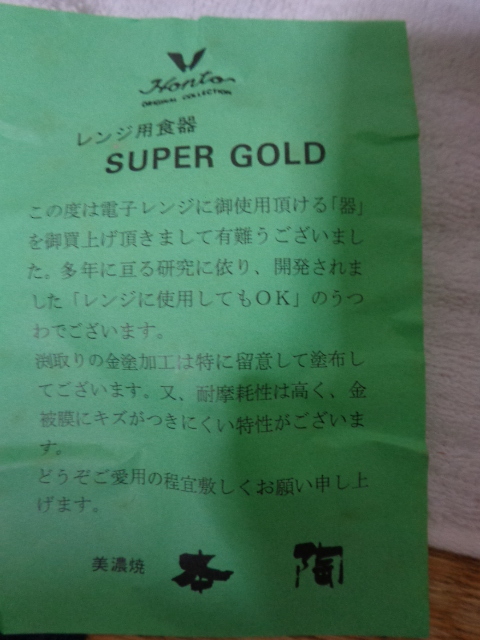 Honto
ORIGINAL COLLECTION
レンジ用食器
SUPER GOLD
この度は電子レンジに御使用頂ける「器」
を御買上げ頂きまして有難うございまし
た。多年に亘る研究に依り、開発されま
した「レンジに使用してもOK」のうつ
わでございます。
渕取りの金塗加工は特に留意して塗布し
てございます。又、耐摩耗性は高く、金
被膜にキズがつきにくい特性がございま
す。
どうぞご愛用の程宜敷しくお願い申し上
げます。
美濃焼 本陶